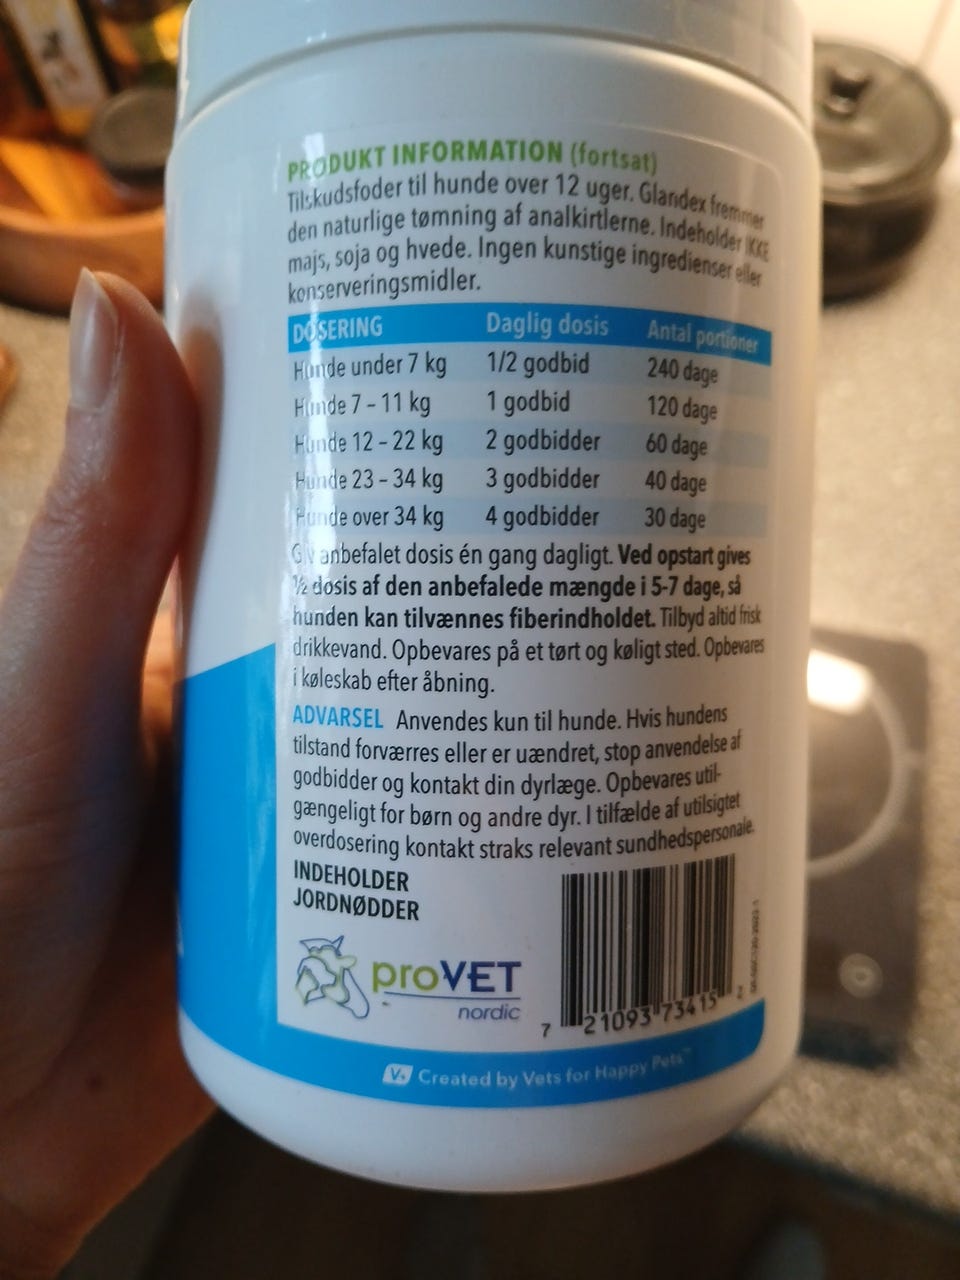 PRODUKT INFORMATION (fortsat)
Tilskudsfoder til hunde over 12 uger. Glandex fremmer
den naturlige tømning af analkirtlerne. Indeholder IKKE
majs, soja og hvede. Ingen kunstige ingredienser eller
konserveringsmidler.
DOSERING Daglig dosis Antal portioner
Hunde under 7 kg 1/2 godbid 240 dage
Hunde 7 – 11 kg 1 godbid 120 dage
Hunde 12 – 22 kg 2 godbidder 60 dage
Hunde 23 – 34 kg 3 godbidder 40 dage
Hunde over 34 kg 4 godbidder 30 dage
Giv anbefalet dosis én gang dagligt. Ved opstart gives
½ dosis af den anbefalede mængde i 5-7 dage, så
hunden kan tilvænnes fiberindholdet. Tilbyd altid frisk
drikkevand. Opbevares på et tørt og køligt sted. Opbevares
i køleskab efter åbning.
ADVARSEL Anvendes kun til hunde. Hvis hundens
tilstand forværres eller er uændret, stop anvendelse af
godbidder og kontakt din dyrlæge. Opbevares util-
gængeligt for børn og andre dyr. I tilfælde af utilsigtet
overdosering kontakt straks relevant sundhedspersonale.
INDEHOLDER
JORDNØDDER
proVET
nordic
7 21093 73415 2
V+ Created by Vets for Happy Pets™